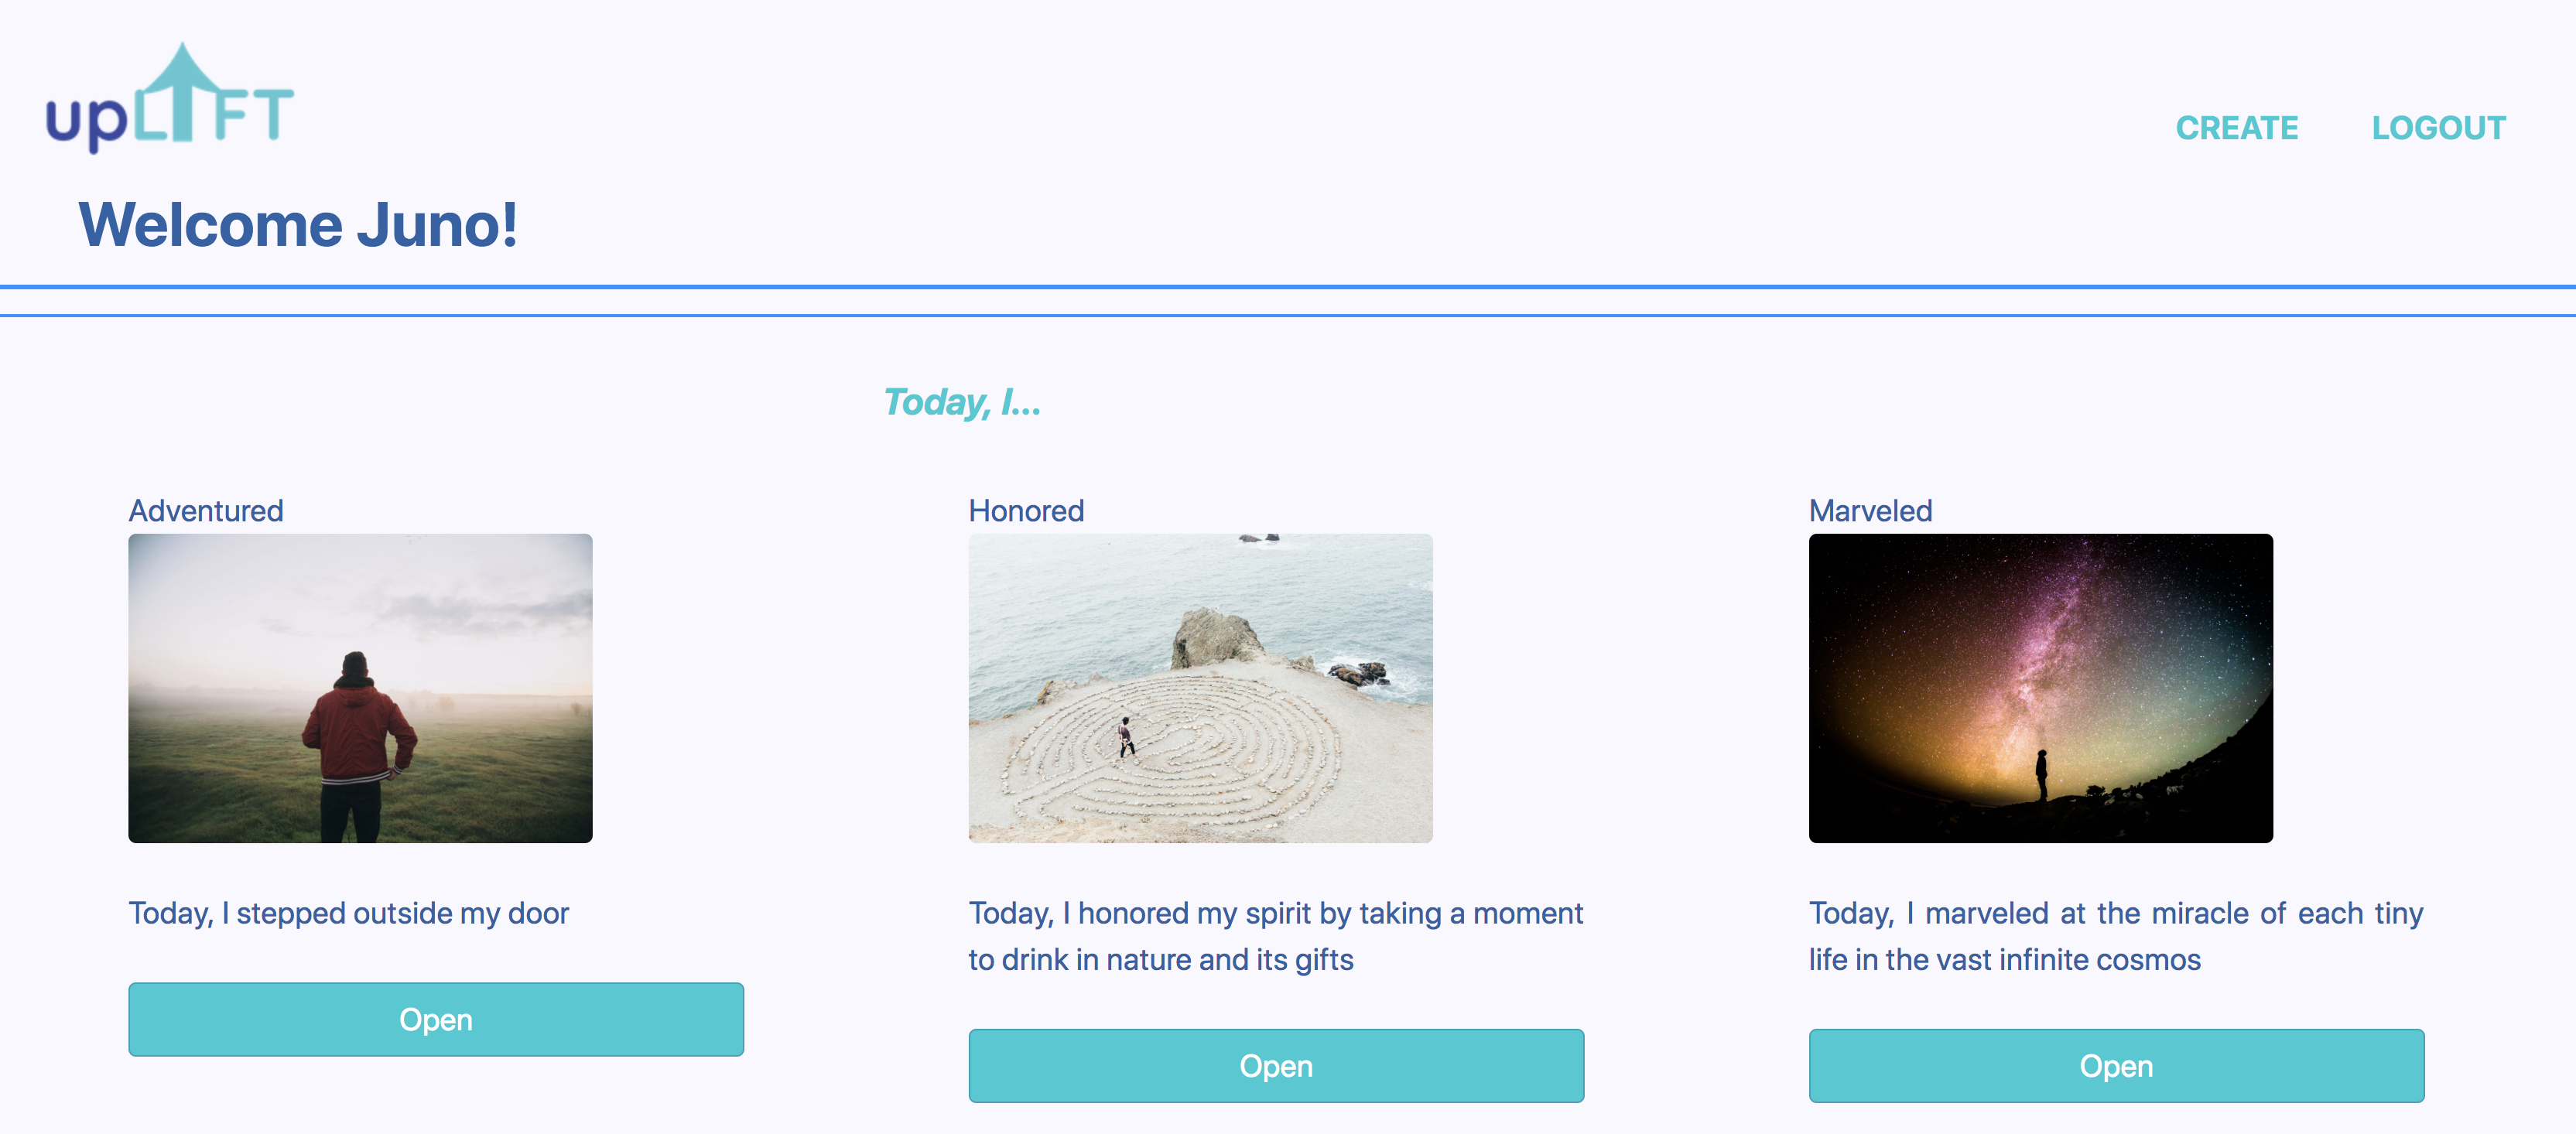 upLIFT
CREATE
LOGOUT
Welcome Juno!
Today, I...
Adventured
Honored
Marveled
Today, I stepped outside my door
Today, I honored my spirit by taking a moment
to drink in nature and its gifts
Today, I marveled at the miracle of each tiny
life in the vast infinite cosmos
Open
Open
Open